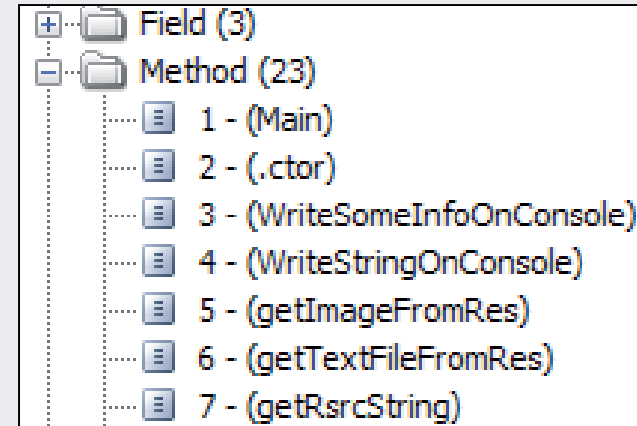 Field (3)
Method (23)
1 - (Main)
2 - (.ctor)
3 - (WriteSomeInfoOnConsole)
4 - (WriteStringOnConsole)
5 - (getImageFromRes)
6 - (getTextFileFromRes)
7 - (getRsrcString)